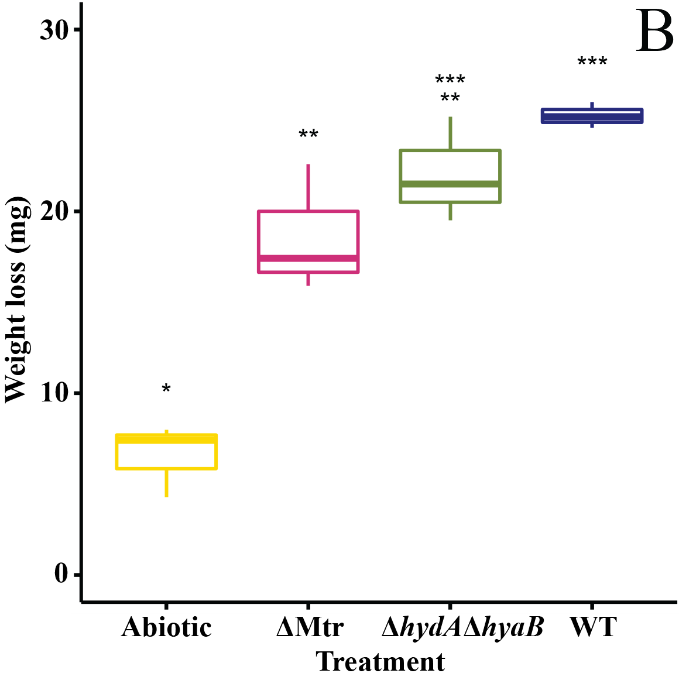 B
30
***
***
**
**
20
Weight loss (mg)
10
*
0
Abiotic ΔMtr ΔhydAΔhyaB WT
Treatment